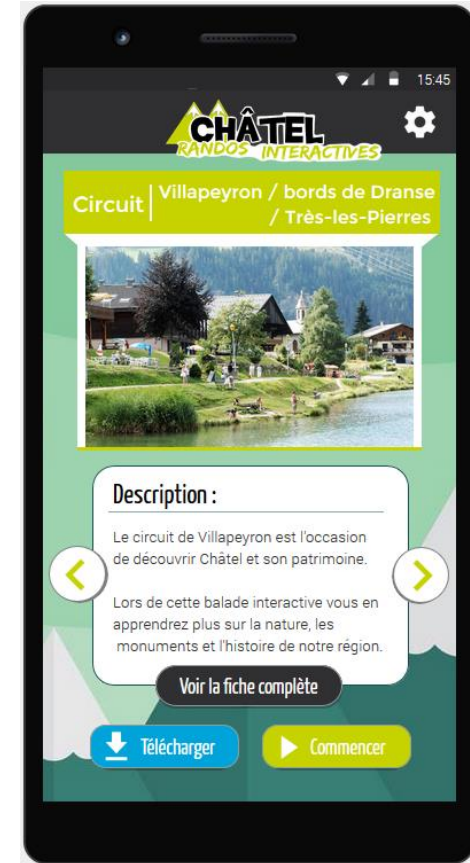 15:45
CHÂTEL
RANDOS INTERACTIVES
Circuit
Villapeyron / bords de Dranse
/ Très-les-Pierres
Description :
Le circuit de Villapeyron est l'occasion
de découvrir Châtel et son patrimoine.
Lors de cette balade interactive vous en
apprendrez plus sur la nature, les
monuments et l'histoire de notre région.
Voir la fiche complète
Télécharger
Commencer